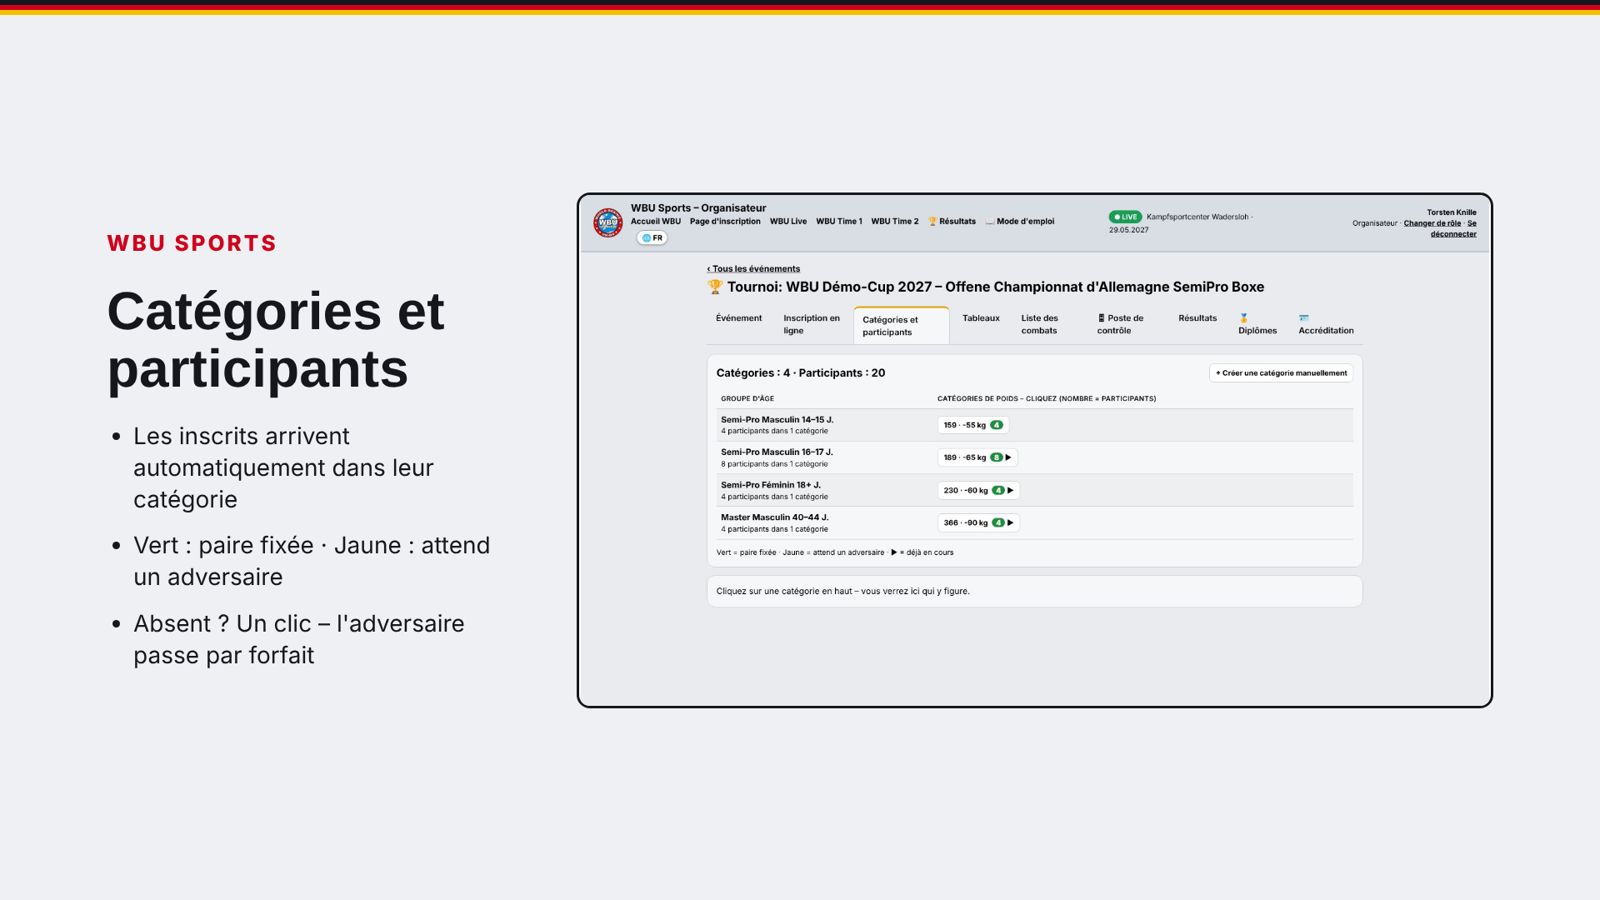 WBU SPORTS
Catégories et
participants
• Les inscrits arrivent
automatiquement dans leur
catégorie
• Vert : paire fixée · Jaune : attend
un adversaire
• Absent ? Un clic – l'adversaire
passe par forfait
WBU
WBU Sports – Organisateur
Accueil WBU Page d'inscription WBU Live WBU Time 1 WBU Time 2 🏆 Résultats 📖 Mode d'emploi
🌐 FR
● LIVE Kampfsportcenter Wadersloh ·
29.05.2027
Torsten Knille
Organisateur · Changer de rôle · Se
déconnecter
‹ Tous les événements
🏆 Tournoi: WBU Démo-Cup 2027 – Offene Championnat d'Allemagne SemiPro Boxe
Événement
Inscription en
ligne
Catégories et
participants
Tableaux
Liste des
combats
Poste de
contrôle
Résultats
Diplômes
Accréditation
Catégories : 4 · Participants : 20
+ Créer une catégorie manuellement
GROUPE D'ÂGE CATÉGORIES DE POIDS – CLIQUEZ (NOMBRE = PARTICIPANTS)
Semi-Pro Masculin 14–15 J.
4 participants dans 1 catégorie
159 · -55 kg 4
Semi-Pro Masculin 16–17 J.
8 participants dans 1 catégorie
189 · -65 kg 8 ▶
Semi-Pro Féminin 18+ J.
4 participants dans 1 catégorie
230 · -60 kg 4 ▶
Master Masculin 40–44 J.
4 participants dans 1 catégorie
366 · -90 kg 4 ▶
Vert = paire fixée · Jaune = attend un adversaire · ▶ = déjà en cours
Cliquez sur une catégorie en haut – vous verrez ici qui y figure.